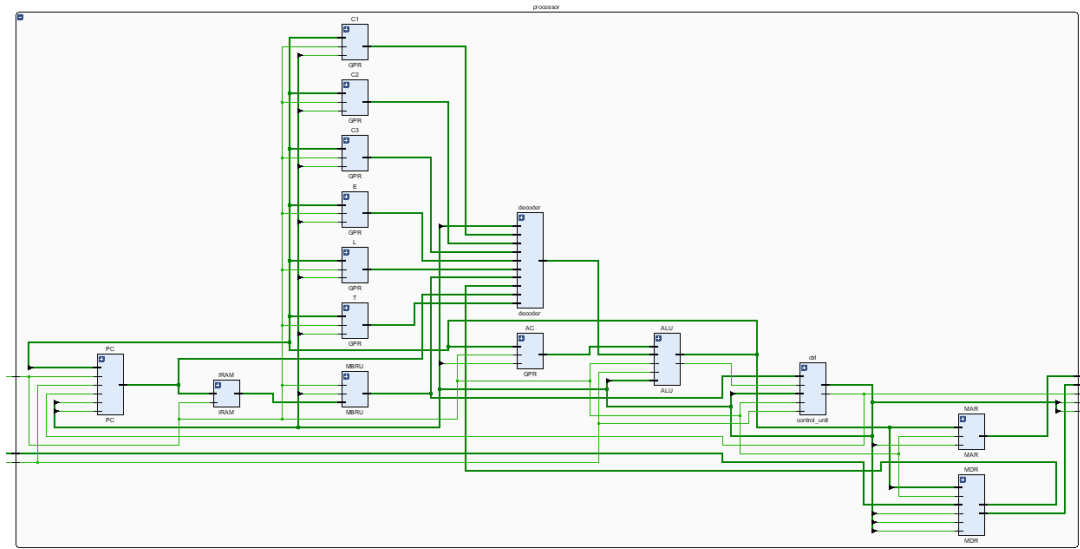 processor
C1
GPR
C2
GPR
C3
GPR
E
GPR
L
GPR
T
GPR
decoder
decoder
PC
PC
IRAM
IRAM
MBRU
MBRU
AC
GPR
ALU
ALU
ctrl
control_unit
MAR
MAR
MDR
MDR